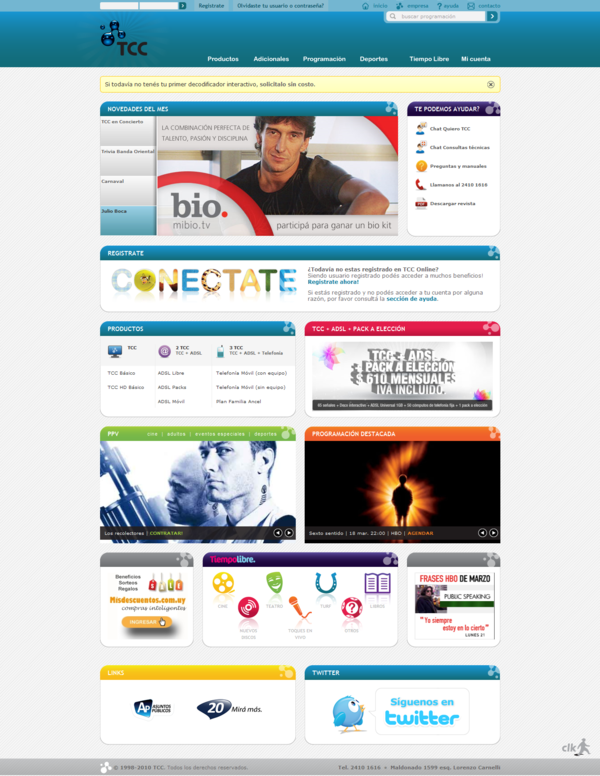 Registrate
Olvidaste tu usuario o contraseña?
inicio
empresa
ayuda
contacto
buscar programación
TCC
Productos
Adicionales
Programación
Deportes
Tiempo Libre
Mi cuenta
Si todavía no tenés tu primer decodificador interactivo, solicitalo sin costo.
NOVEDADES DEL MES
TCC en Concierto
Trivia Banda Oriental
Carnaval
Julio Boca
LA COMBINACIÓN PERFECTA DE
TALENTO, PASIÓN Y DISCIPLINA
bio.
mibio.tv
participá para ganar un bio kit
TE PODEMOS AYUDAR?
Chat Quiero TCC
Chat Consultas técnicas
Preguntas y manuales
Llamanos al 2410 1616
Descargar revista
REGISTRATE
CONECTATE
¿Todavía no estas registrado en TCC Online?
Siendo usuario registrado podés acceder a muchos beneficios!
Registrate ahora!
Si estás registrado y no podés acceder a tu cuenta por alguna
razón, por favor consultá la sección de ayuda.
PRODUCTOS
TCC
2 TCC
TCC + ADSL
3 TCC
TCC + ADSL + Telefonía
TCC Básico
ADSL Libre
Telefonía Móvil (con equipo)
TCC HD Básico
ADSL Packs
Telefonía Móvil (sin equipo)
ADSL Móvil
Plan Familia Anual
TCC + ADSL + PACK A ELECCIÓN
TCC + ADSL
+ PACK A ELECCIÓN
$ 610 MENSUALES
IVA INCLUIDO.
PPV
cine | adultos | eventos especiales | deportes
Los recolectores | CONTRATAR!
PROGRAMACIÓN DESTACADA
Sexto sentido | 18 mar. 22:00 | HBO | AGENDAR
Beneficios
Sorteos
Regalos
Misdescuentos.com.uy
compras inteligentes
INGRESAR
Tiempolibre.
CINE
TEATRO
TURF
LIBROS
NUEVOS
DISCOS
TOQUES EN
VIVO
OTROS
FRASES HBO DE MARZO
PUBLIC SPEAKING
"Yo siempre
estoy en lo cierto"
LUNES 21
LINKS
Ap ASUNTOS
PÚBLICOS
20 Mirá más.
TWITTER
Síguenos en
twitter
clk
© 1998-2010 TCC. Todos los derechos reservados.
Tel. 2410 1616 • Maldonado 1599 esq. Lorenzo Carnelli